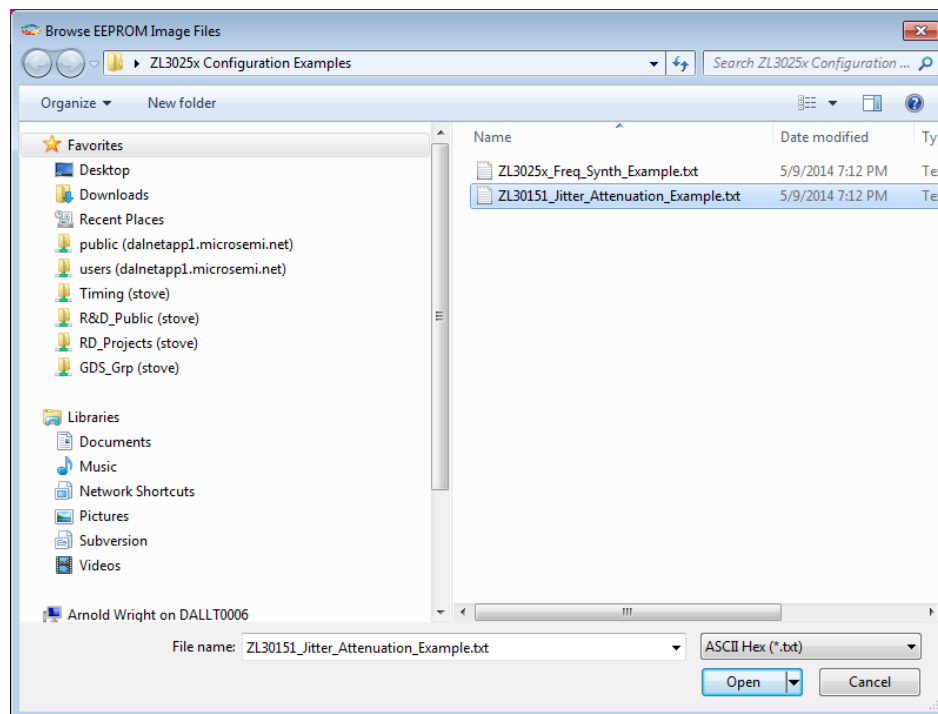 Browse EEPROM Image Files
ZL3025x Configuration Examples
Search ZL3025x Configuration ...
Organize
New folder
Name
Date modified
Ty
ZL3025x_Freq_Synth_Example.txt
5/9/2014 7:12 PM
Te
ZL30151_Jitter_Attenuation_Example.txt
5/9/2014 7:12 PM
Te
Favorites
Desktop
Downloads
Recent Places
public (dalnetapp1.microsemi.net)
users (dalnetapp1.microsemi.net)
Timing (stove)
R&D_Public (stove)
RD_Projects (stove)
GDS_Grp (stove)
Libraries
Documents
Music
Network Shortcuts
Pictures
Subversion
Videos
Arnold Wright on DALLT0006
File name:
ZL30151_Jitter_Attenuation_Example.txt
ASCII Hex (*.txt)
Open
Cancel